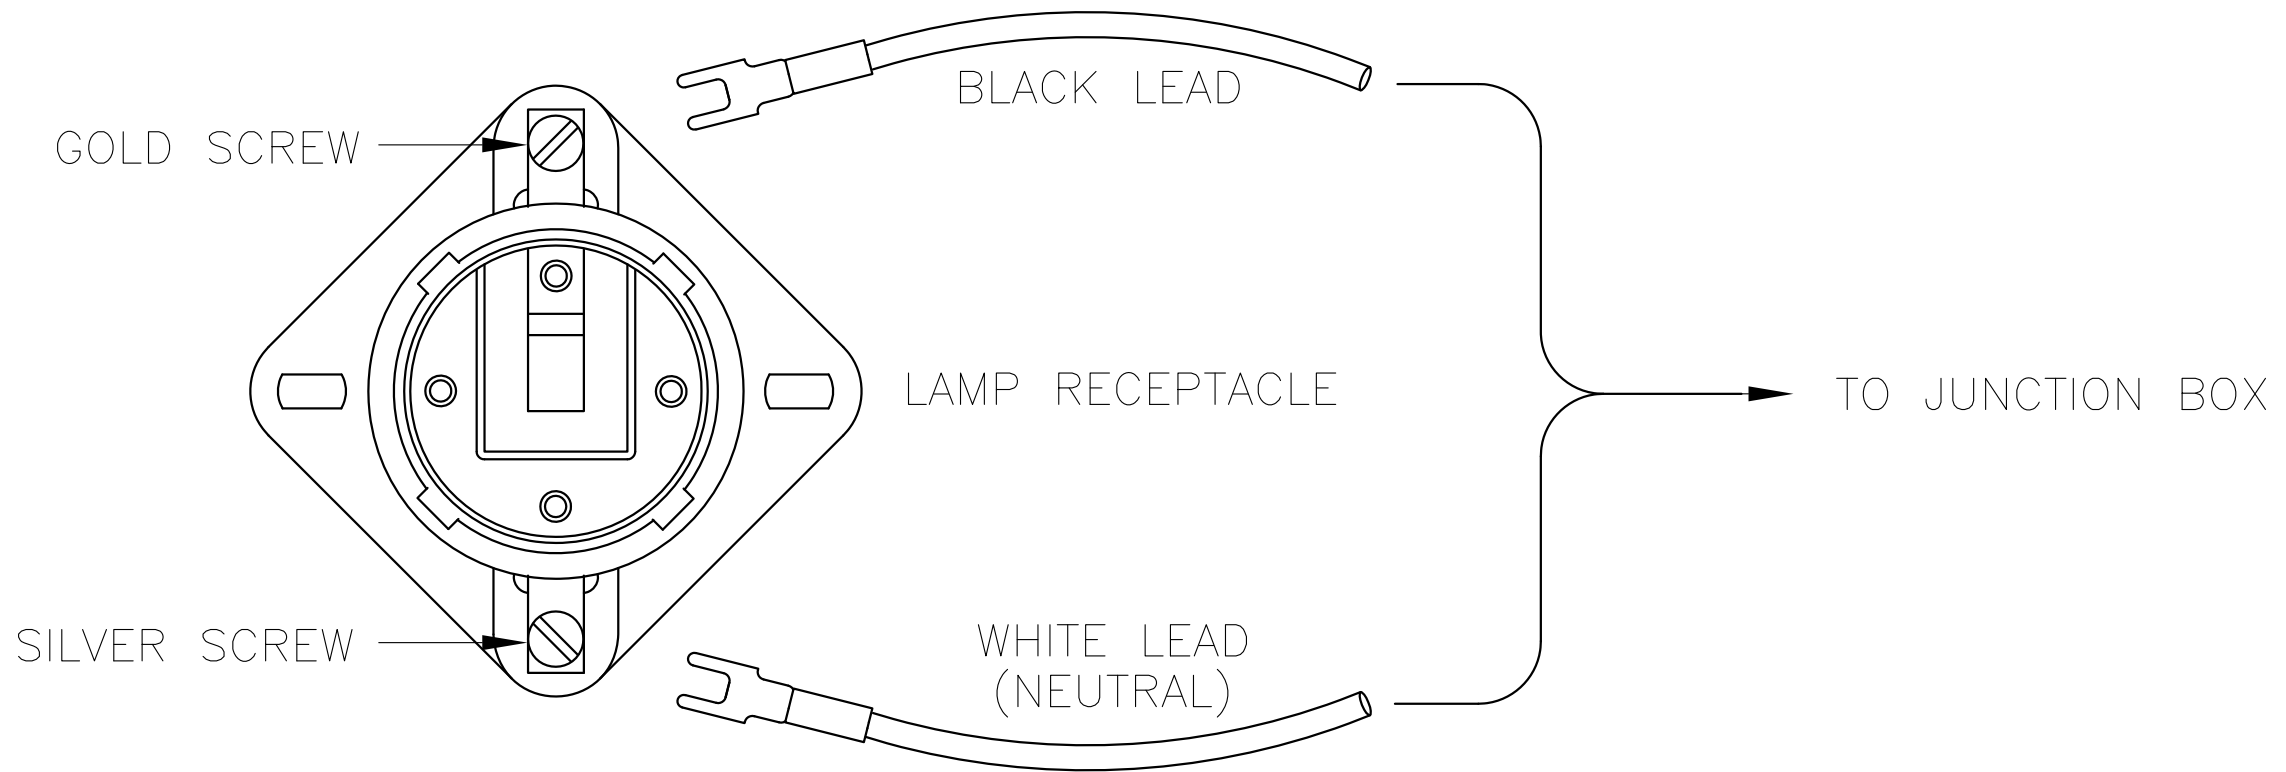 BLACK LEAD
GOLD SCREW
LAMP RECEPTACLE
TO JUNCTION BOX
SILVER SCREW
WHITE LEAD
(NEUTRAL)